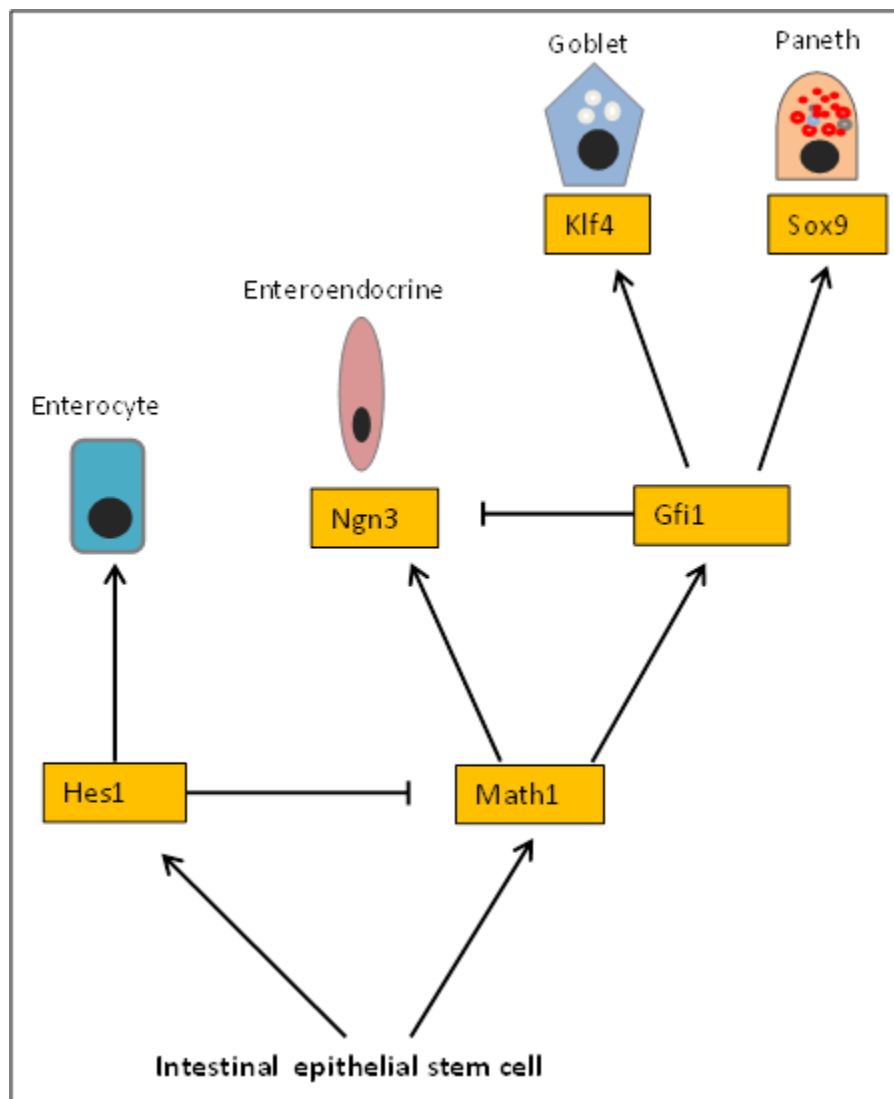 Goblet
Paneth
Klf4
Sox9
Enteroendocrine
Enterocyte
Ngn3
Gfi1
Hes1
Math1
Intestinal epithelial stem cell